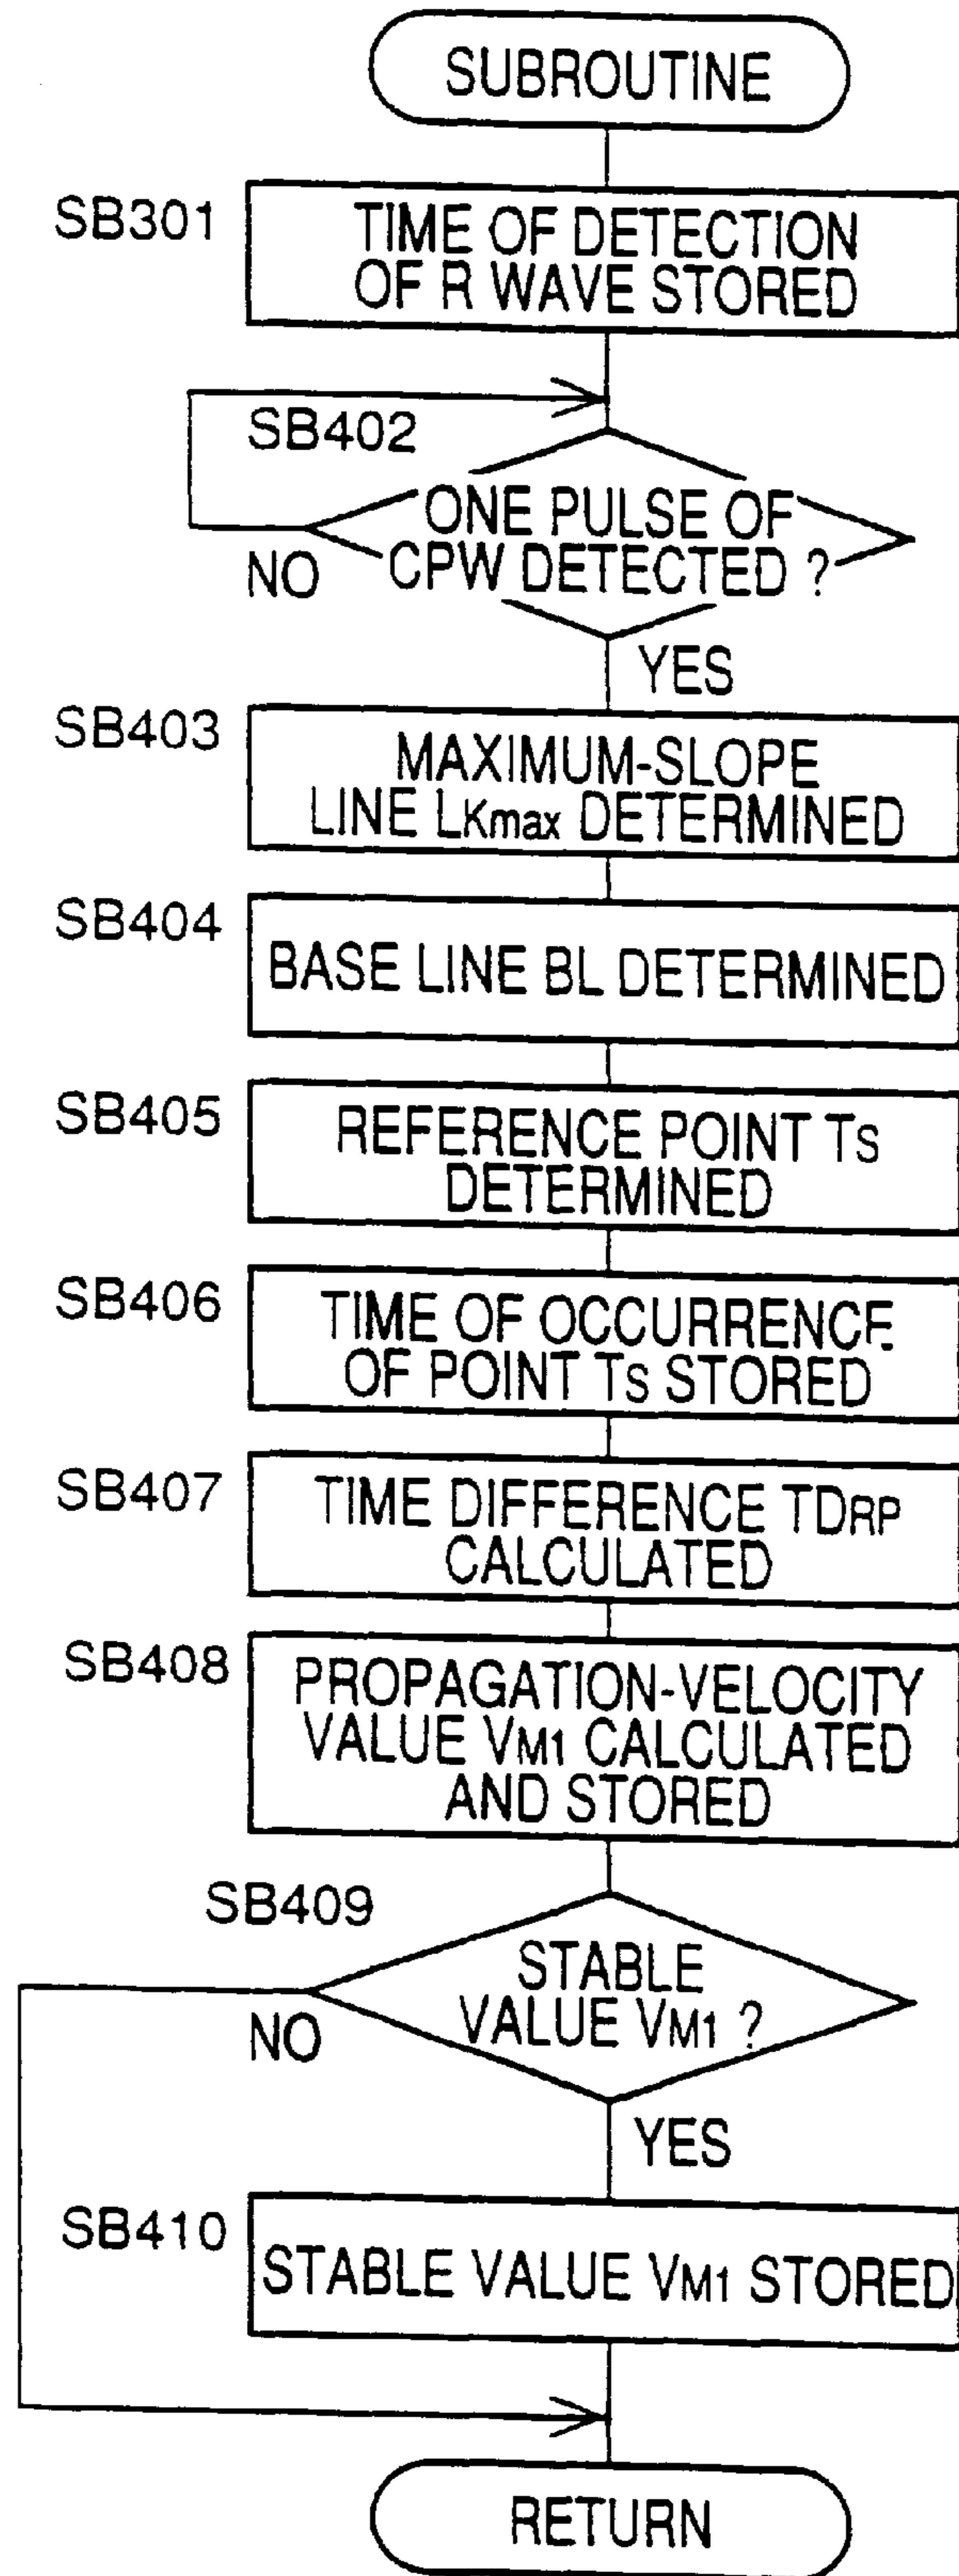 SUBROUTINE
SB301
TIME OF DETECTION
OF R WAVE STORED
SB402
ONE PULSE OF
CPW DETECTED ?
NO
YES
SB403
MAXIMUM-SLOPE
LINE LKmax DETERMINED
SB404
BASE LINE BL DETERMINED
SB405
REFERENCE POINT TS
DETERMINED
SB406
TIME OF OCCURRENCE
OF POINT TS STORED
SB407
TIME DIFFERENCE TDRP
CALCULATED
SB408
PROPAGATION-VELOCITY
VALUE VM1 CALCULATED
AND STORED
SB409
STABLE
VALUE VM1 ?
NO
YES
SB410
STABLE VALUE VM1 STORED
RETURN